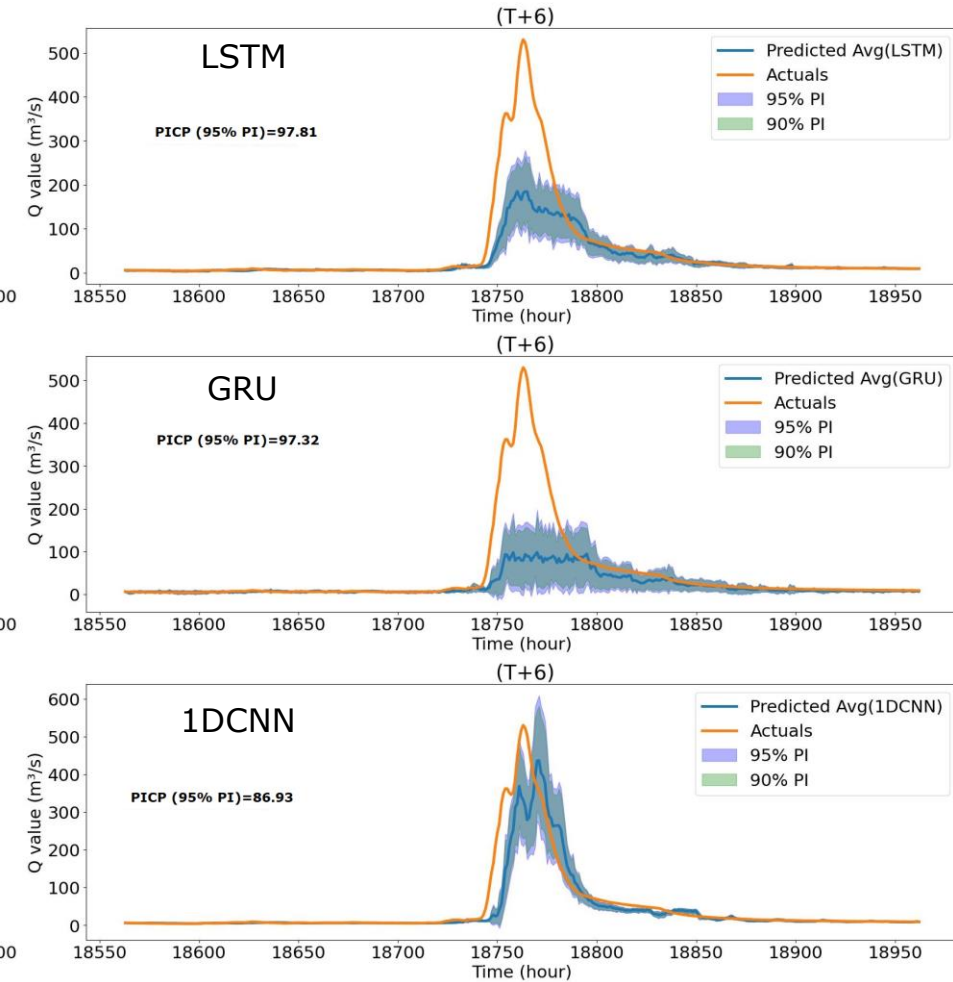 (T+6)
LSTM
PICP (95% PI)=97.81
Predicted Avg(LSTM)
Actuals
95% PI
90% PI
Q value (m³/s)
500
400
300
200
100
0
00
18550 18600 18650 18700 18750 18800 18850 18900 18950
Time (hour)
(T+6)
GRU
PICP (95% PI)=97.32
Predicted Avg(GRU)
Actuals
95% PI
90% PI
Q value (m³/s)
500
400
300
200
100
0
00
18550 18600 18650 18700 18750 18800 18850 18900 18950
Time (hour)
(T+6)
1DCNN
PICP (95% PI)=86.93
Predicted Avg(1DCNN)
Actuals
95% PI
90% PI
Q value (m³/s)
600
500
400
300
200
100
0
00
18550 18600 18650 18700 18750 18800 18850 18900 18950
Time (hour)